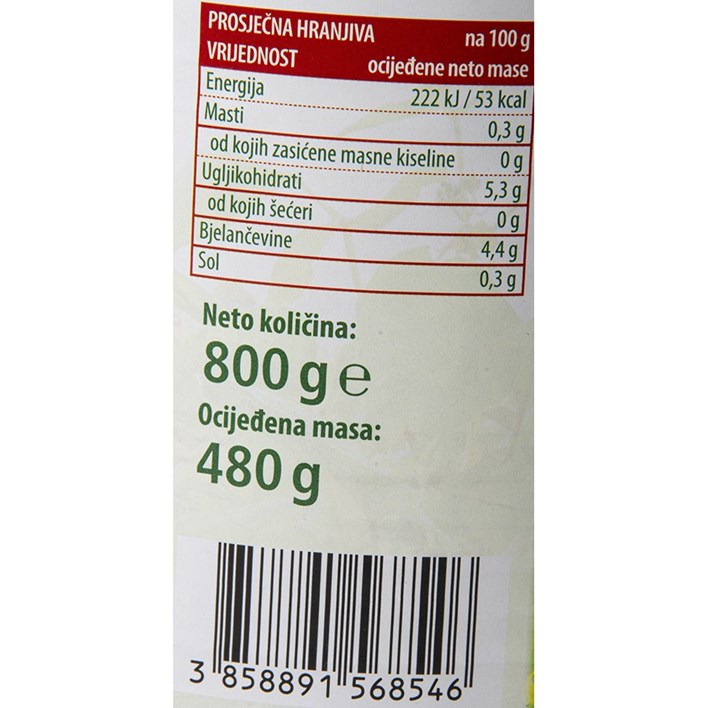 PROSJEČNA HRANJIVA na 100 g
VRIJEDNOST ocijeđene neto mase
Energija 222 kJ / 53 kcal
Masti 0,3 g
od kojih zasićene masne kiseline 0 g
Ugljikohidrati 5,3 g
od kojih šećeri 0 g
Bjelančevine 4,4 g
Sol 0,3 g
Neto količina:
800 g ℮
Ocijeđena masa:
480 g
3 858891 568546